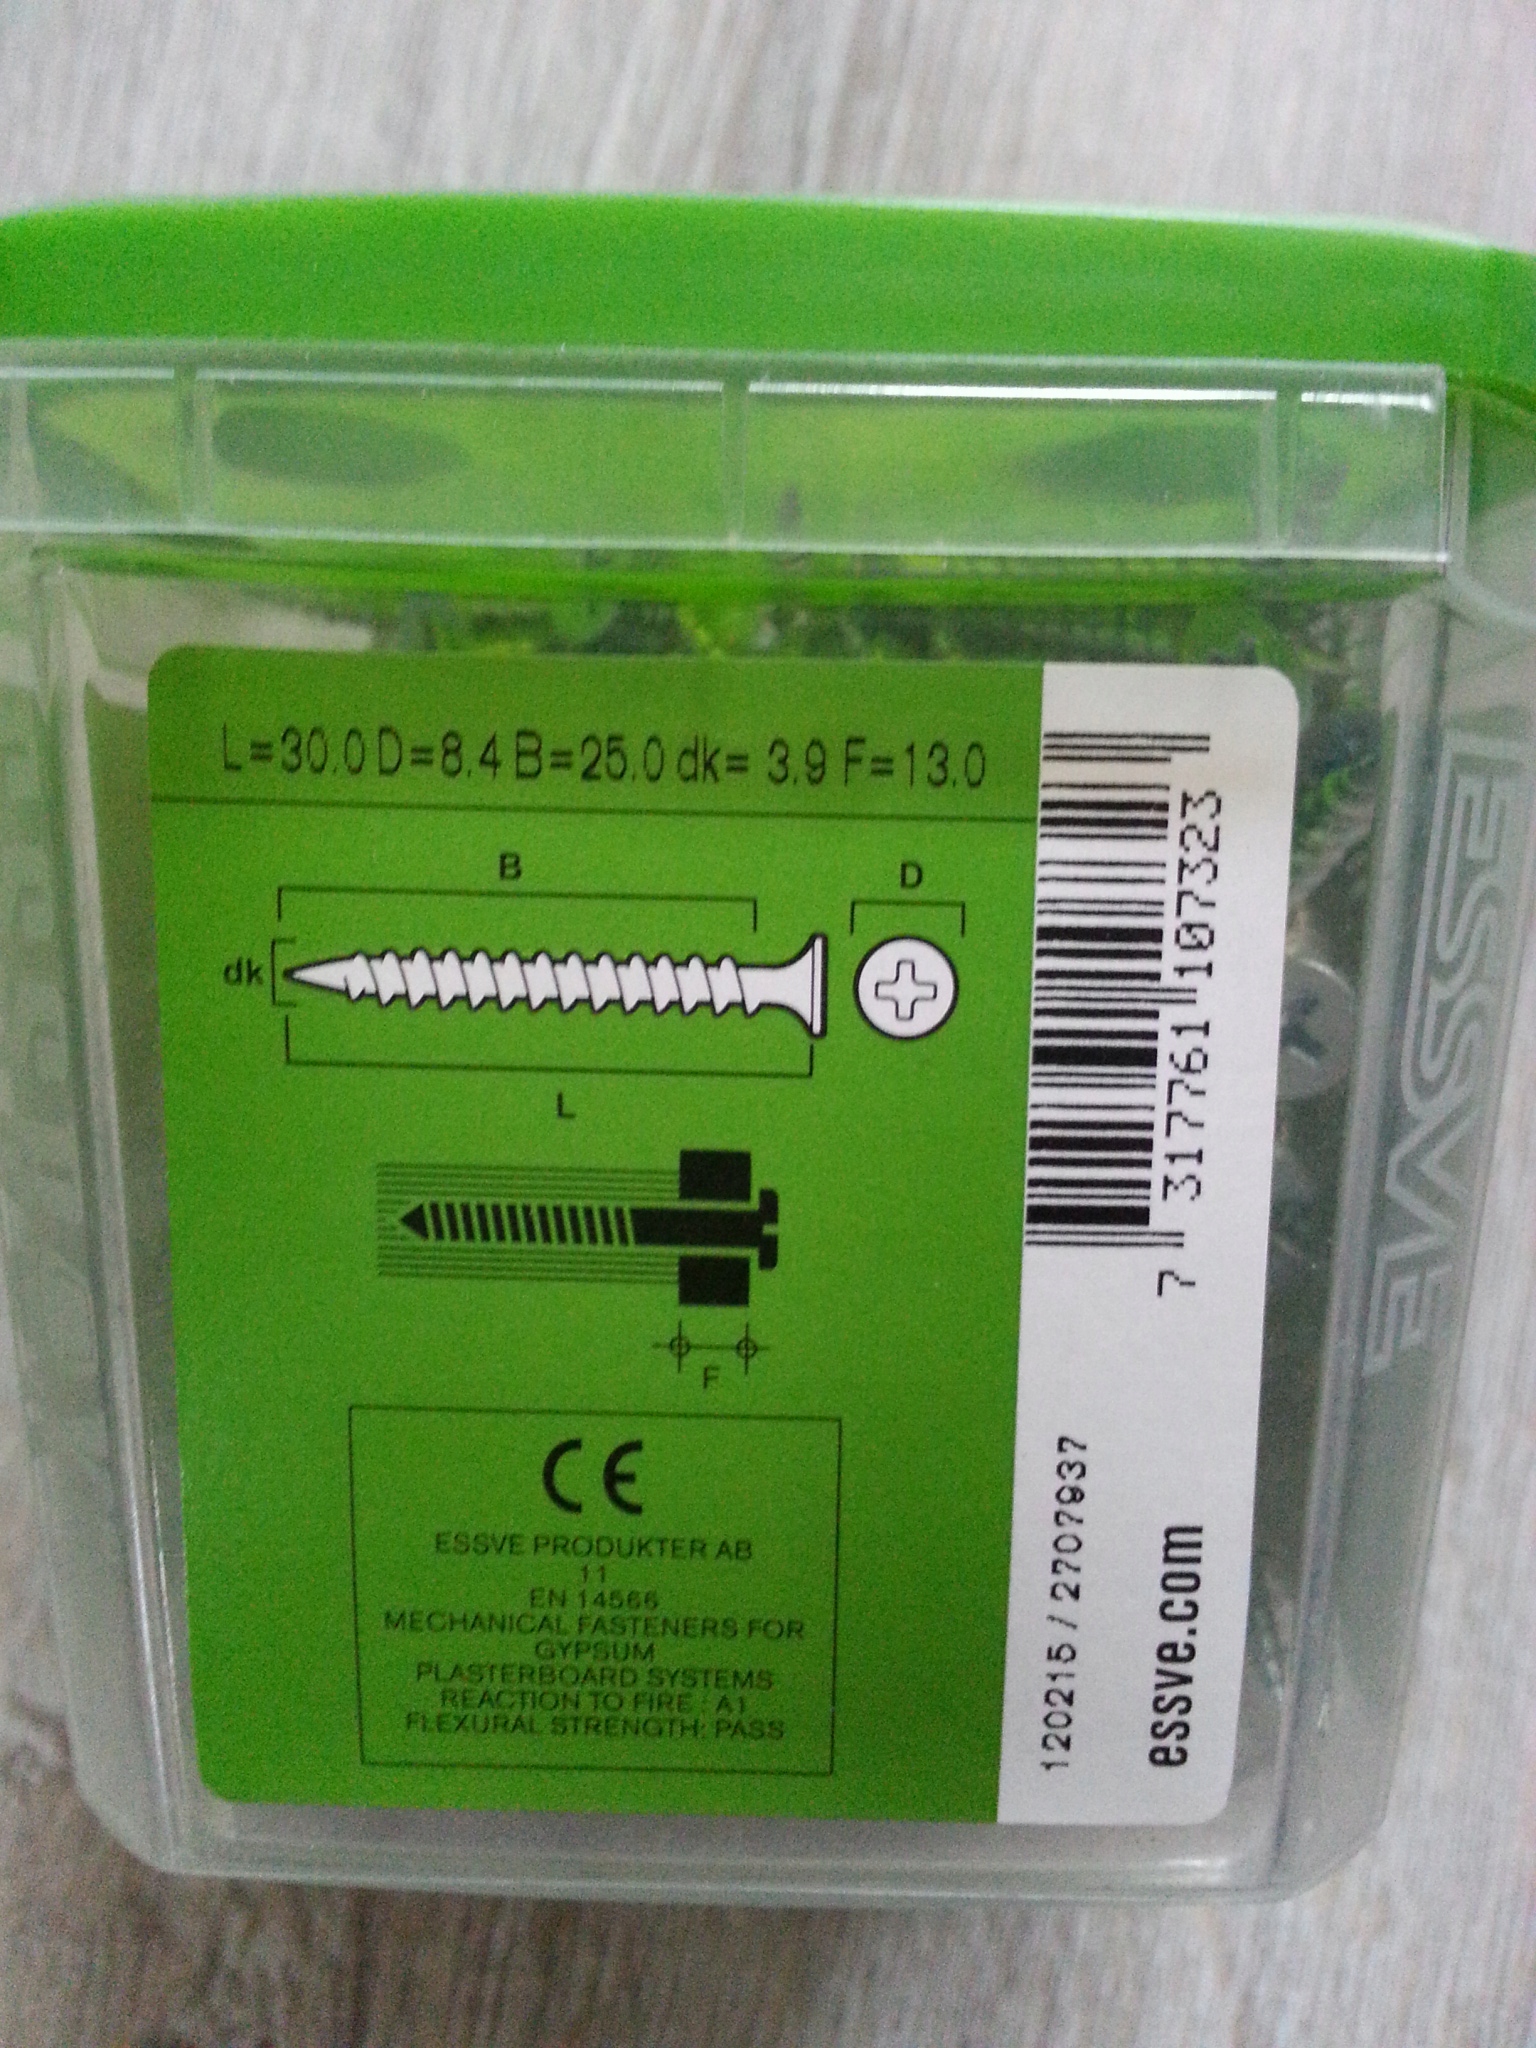 L=30.0 D=8.4 B=25.0 dk= 3.9 F=13.0
B
D
dk
L
F
CE
ESSVE PRODUKTER AB
11
EN 14566
MECHANICAL FASTENERS FOR
GYPSUM
PLASTERBOARD SYSTEMS
REACTION TO FIRE : A1
FLEXURAL STRENGTH: PASS
7 317761 107323
120215 / 2707937
essve.com
ESSVE